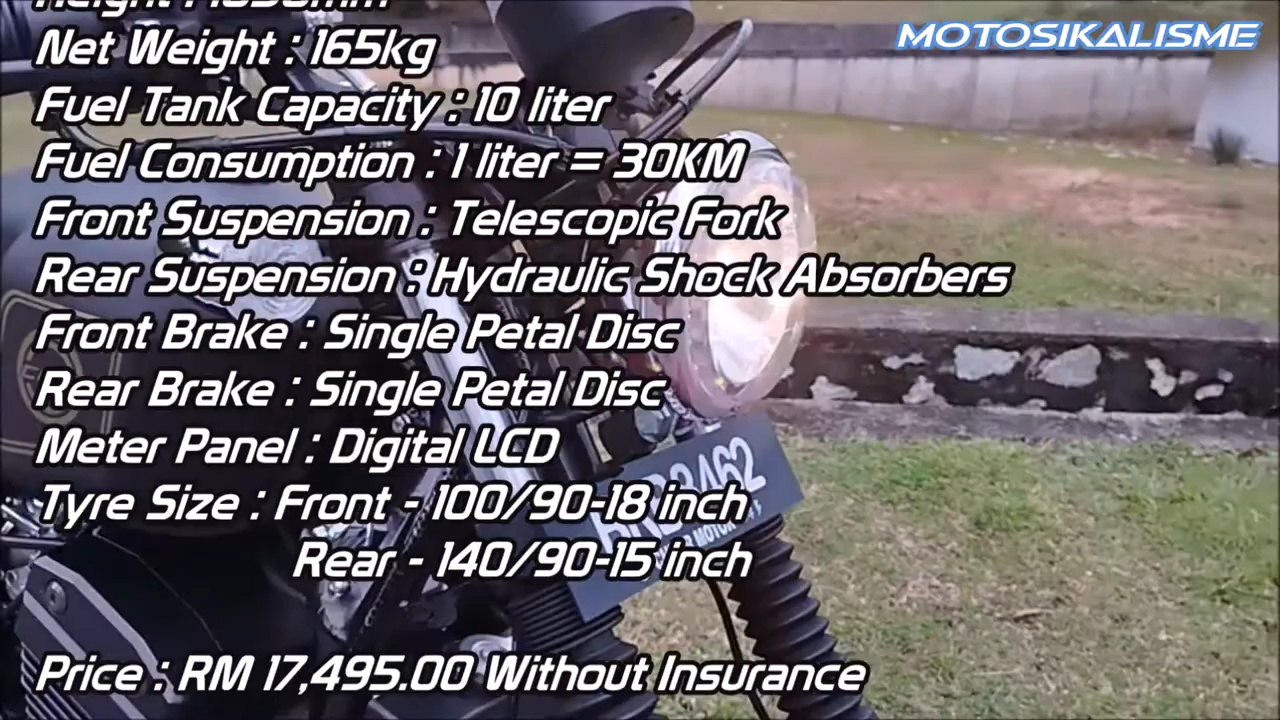 MOTOSIKALISME
Net Weight : 165kg
Fuel Tank Capacity : 10 liter
Fuel Consumption : 1 liter = 30KM
Front Suspension : Telescopic Fork
Rear Suspension : Hydraulic Shock Absorbers
Front Brake : Single Petal Disc
Rear Brake : Single Petal Disc
Meter Panel : Digital LCD
Tyre Size : Front - 100/90-18 inch
Rear - 140/90-15 inch
Price : RM 17,495.00 Without Insurance